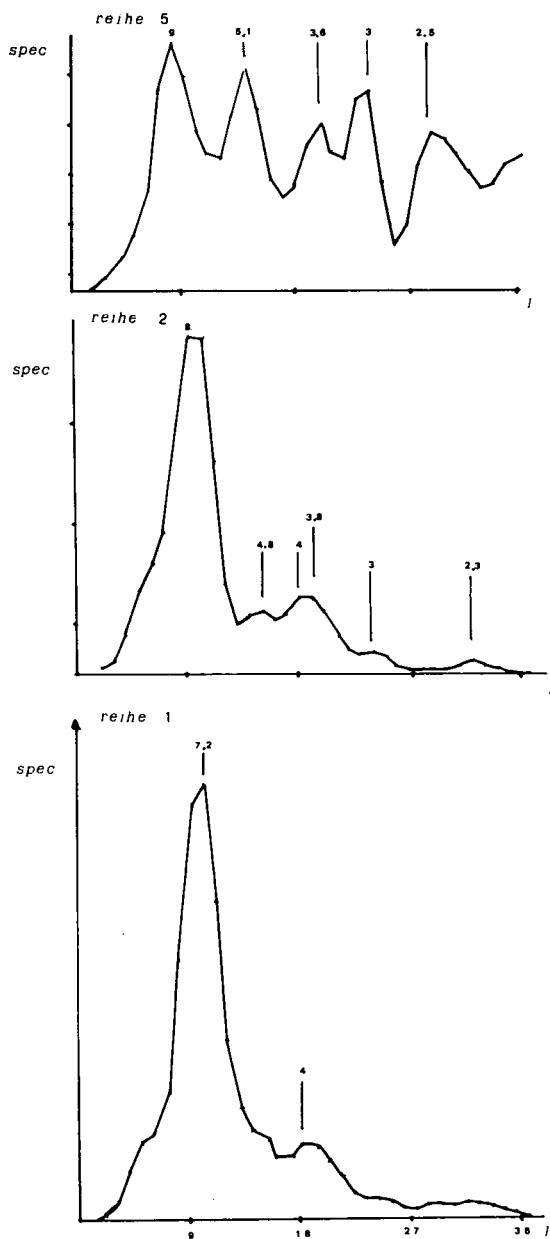 reihe 5
9 5,1 3,6 3 2,5
spec
l
reihe 2
8
spec
3,8
4,8 4
3 2,3
reihe 1
7,2
spec
4
9 18 27 36 l